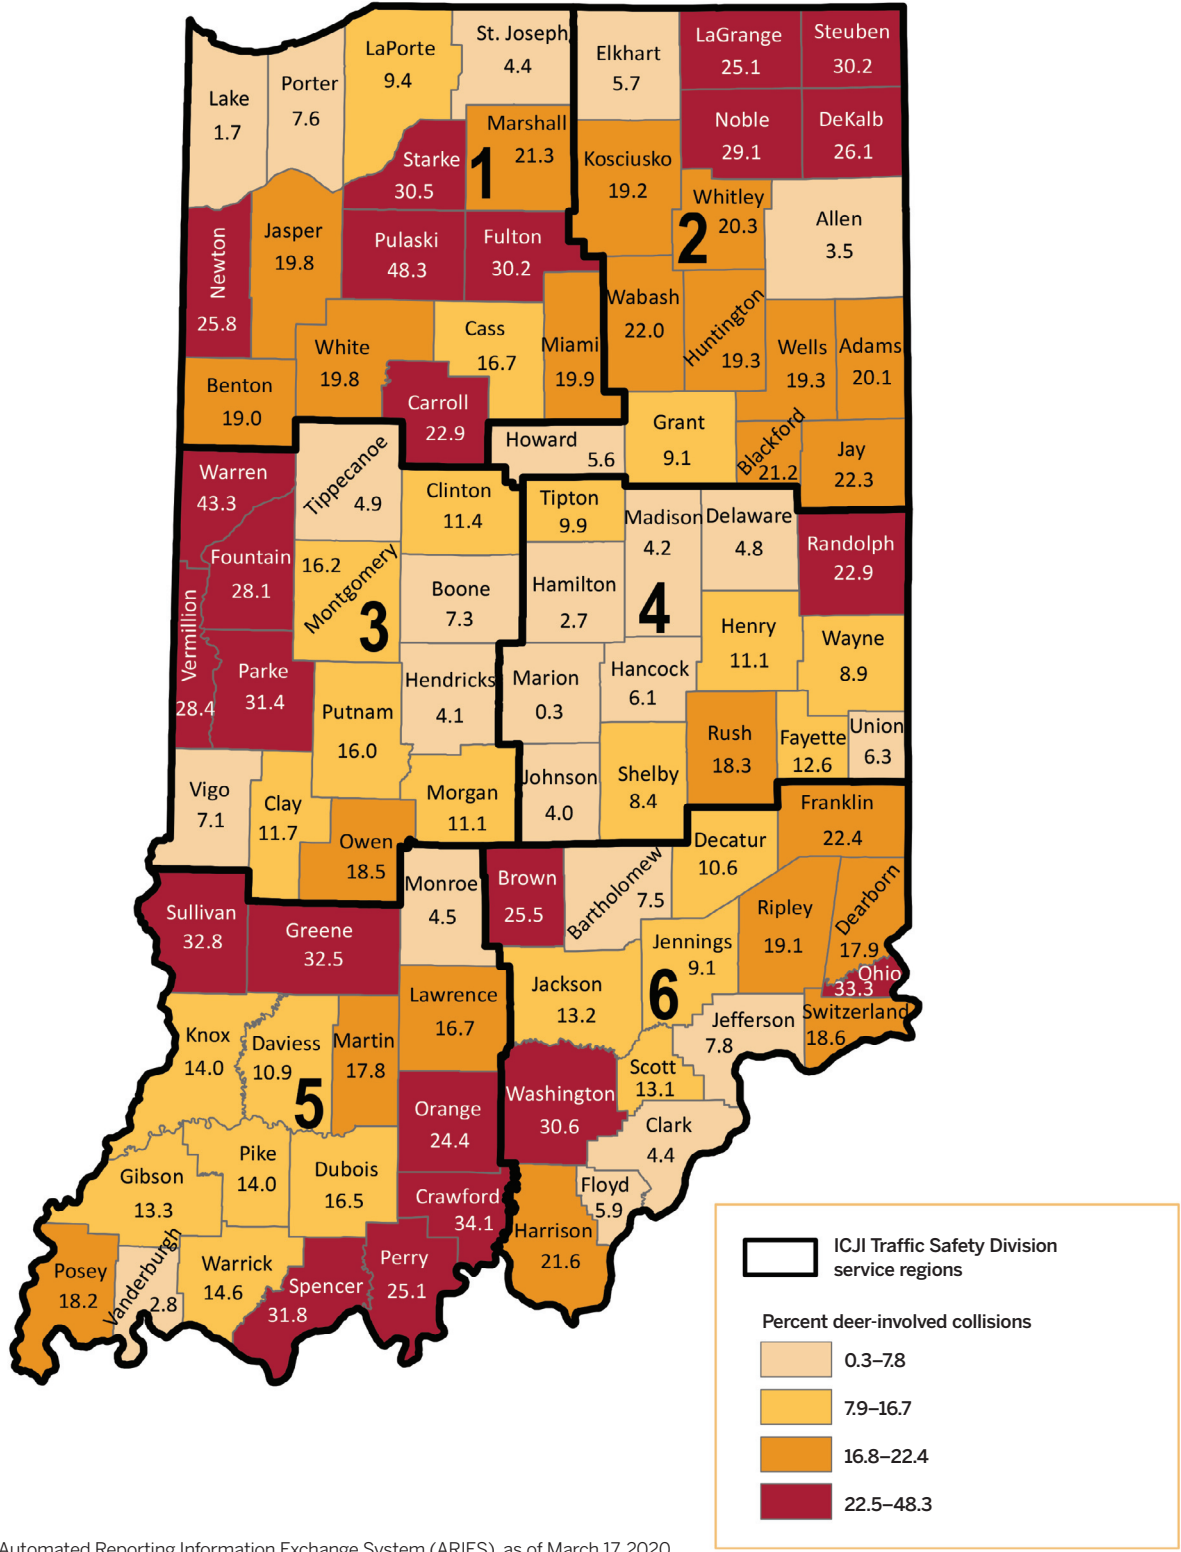 LaPorte
9.4
St. Joseph
4.4
Elkhart
5.7
LaGrange
25.1
Steuben
30.2
Lake
1.7
Porter
7.6
Marshall
21.3
Noble
29.1
DeKalb
26.1
Starke
30.5
1
Kosciusko
19.2
Whitley
20.3
2
Allen
3.5
Newton
25.8
Jasper
19.8
Pulaski
48.3
Fulton
30.2
Wabash
22.0
Huntington
19.3
Wells
19.3
Adams
20.1
White
19.8
Cass
16.7
Miami
19.9
Benton
19.0
Carroll
22.9
Howard
5.6
Grant
9.1
Blackford
21.2
Jay
22.3
Warren
43.3
Tippecanoe
4.9
Clinton
11.4
Tipton
9.9
Madison
4.2
Delaware
4.8
Randolph
22.9
Fountain
28.1
16.2
Montgomery
3
Boone
7.3
Hamilton
2.7
4
Henry
11.1
Wayne
8.9
Vermillion
28.4
Parke
31.4
Putnam
16.0
Hendricks
4.1
Marion
0.3
Hancock
6.1
Rush
18.3
Fayette
12.6
Union
6.3
Vigo
7.1
Clay
11.7
Morgan
11.1
Johnson
4.0
Shelby
8.4
Franklin
22.4
Owen
18.5
Decatur
10.6
Monroe
4.5
Brown
25.5
Bartholomew
7.5
Ripley
19.1
Dearborn
17.9
Sullivan
32.8
Greene
32.5
Jennings
9.1
6
Ohio
33.3
Lawrence
16.7
Jackson
13.2
Jefferson
7.8
Switzerland
18.6
Knox
14.0
Daviess
10.9
5
Martin
17.8
Scott
13.1
Washington
30.6
Orange
24.4
Clark
4.4
Pike
14.0
Dubois
16.5
Gibson
13.3
Crawford
34.1
Floyd
5.9
Harrison
21.6
Posey
18.2
Vanderburgh
2.8
Warrick
14.6
Spencer
31.8
Perry
25.1
ICJI Traffic Safety Division
service regions
Percent deer-involved collisions
0.3–7.8
7.9–16.7
16.8–22.4
22.5–48.3
Automated Reporting Information Exchange System (ARIES), as of March 17, 2020